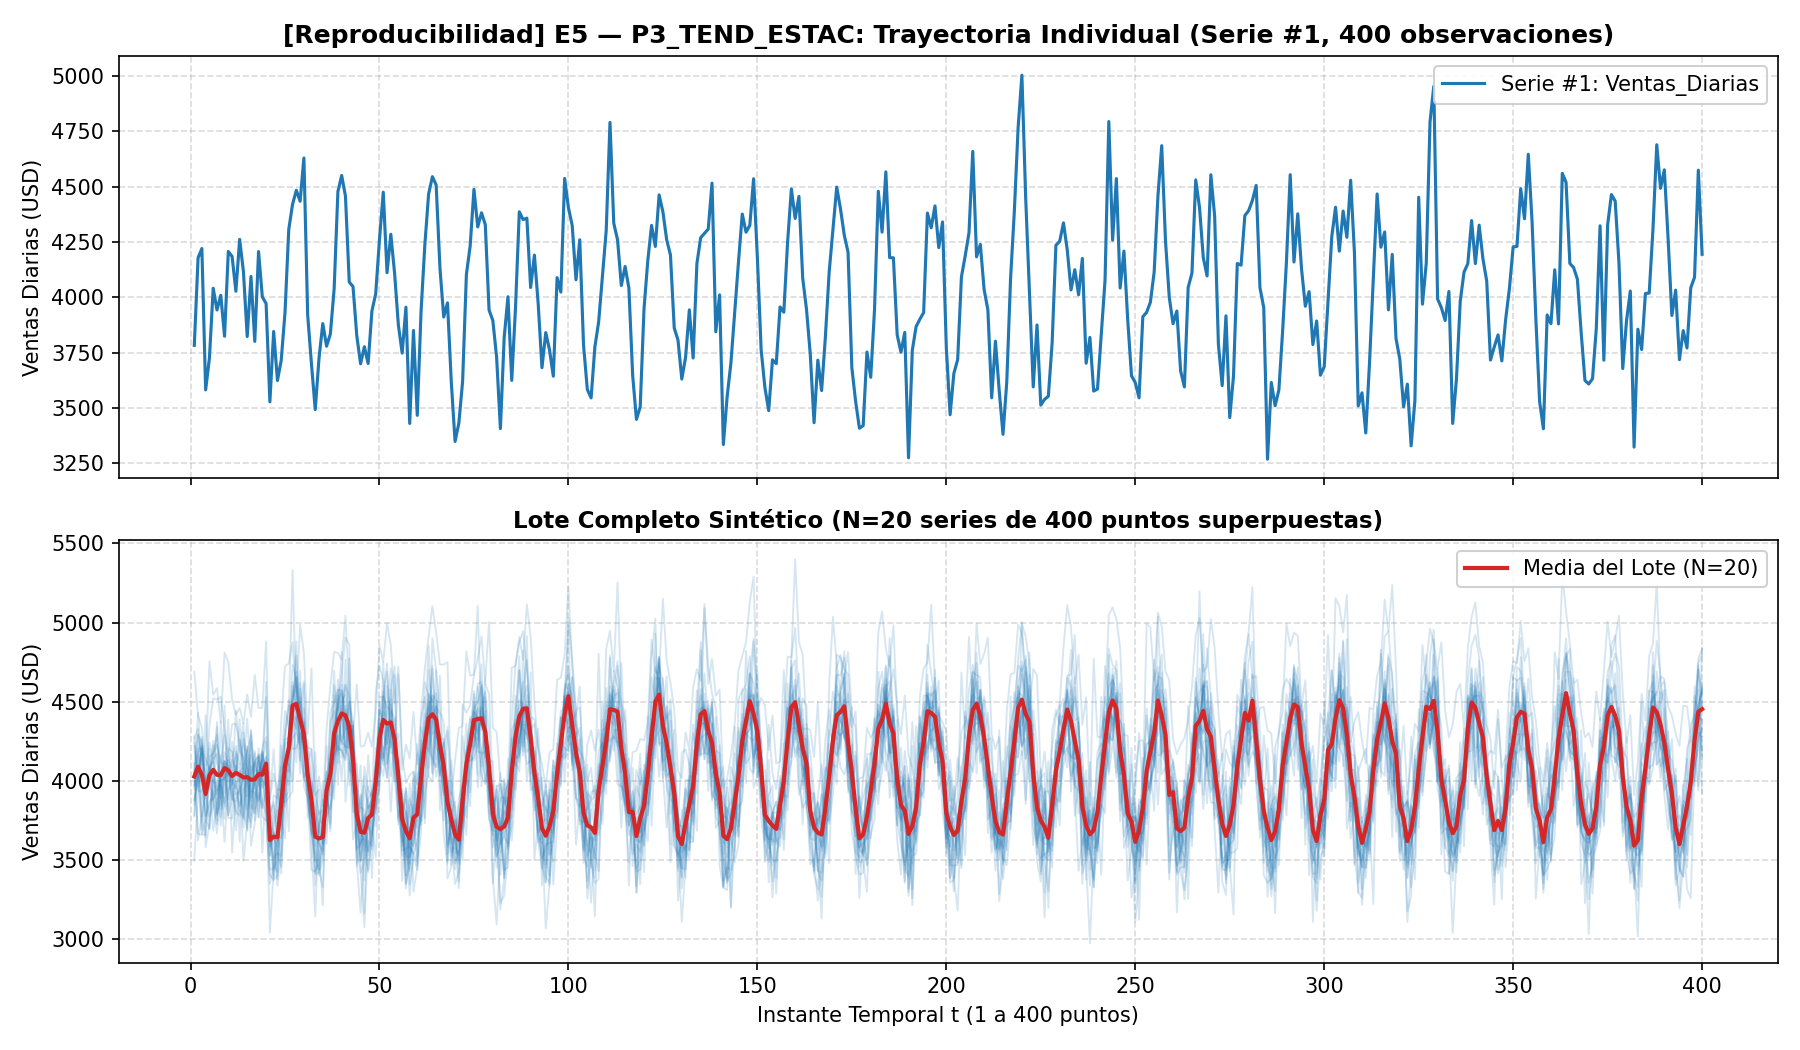 [Reproducibilidad] E5 — P3_TEND_ESTAC: Trayectoria Individual (Serie #1, 400 observaciones)
Serie #1: Ventas_Diarias
Ventas Diarias (USD)
5000
4750
4500
4250
4000
3750
3500
3250
Lote Completo Sintético (N=20 series de 400 puntos superpuestas)
Media del Lote (N=20)
Ventas Diarias (USD)
5500
5000
4500
4000
3500
3000
0 50 100 150 200 250 300 350 400
Instante Temporal t (1 a 400 puntos)